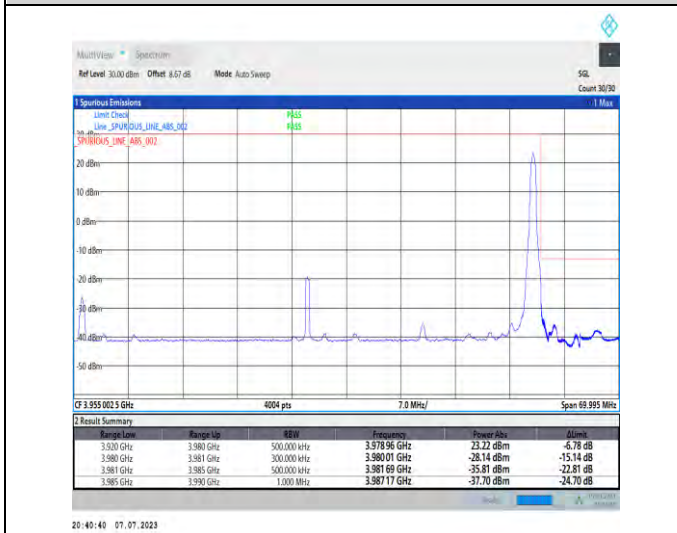 MultiView Spectrum
Ref Level 30.00 dBm Offset 8.67 dB Mode Auto Sweep SGL
Count 30/30
1 Spurious Emissions 1 Max
Limit Check PASS
Line _SPURIOUS_LINE_ABS_002 PASS
30 dBm
_SPURIOUS_LINE_ABS_002
20 dBm
10 dBm
0 dBm
-10 dBm
-20 dBm
-30 dBm
-40 dBm
-50 dBm
CF 3.955 002 5 GHz 4004 pts 7.0 MHz/ Span 69.995 MHz
2 Result Summary
Range Low Range Up RBW Frequency Power Abs ΔLimit
3.920 GHz 3.980 GHz 500.000 kHz 3.978 96 GHz 23.22 dBm -6.78 dB
3.980 GHz 3.981 GHz 300.000 kHz 3.980 01 GHz -28.14 dBm -15.14 dB
3.981 GHz 3.985 GHz 500.000 kHz 3.981 69 GHz -35.81 dBm -22.81 dB
3.985 GHz 3.990 GHz 1.000 MHz 3.987 17 GHz -37.70 dBm -24.70 dB
20:40:40 07.07.2023